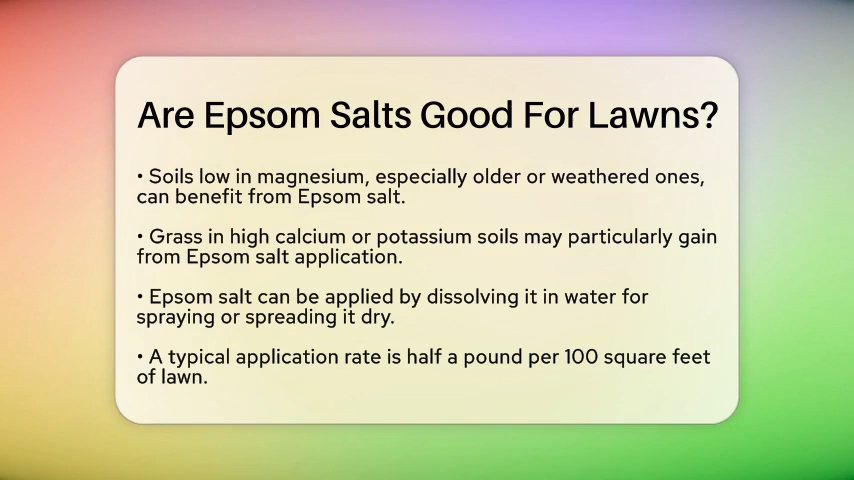 Are Epsom Salts Good For Lawns?
• Soils low in magnesium, especially older or weathered ones,
can benefit from Epsom salt.
• Grass in high calcium or potassium soils may particularly gain
from Epsom salt application.
• Epsom salt can be applied by dissolving it in water for
spraying or spreading it dry.
• A typical application rate is half a pound per 100 square feet
of lawn.